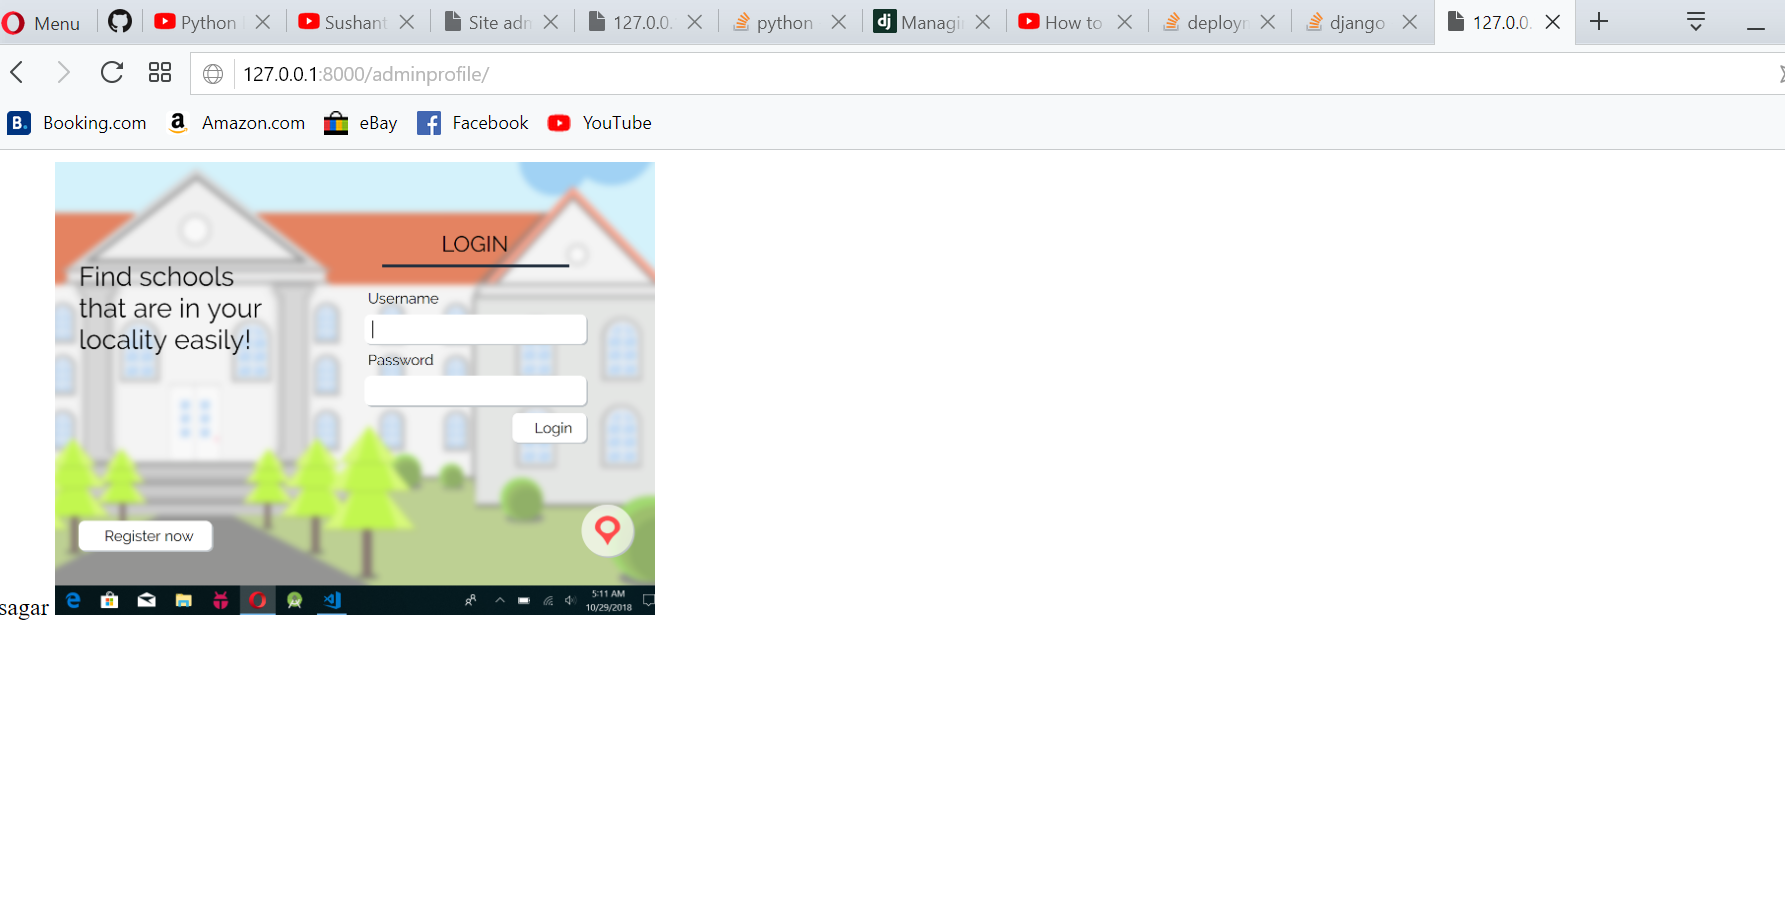 Menu
Python
Sushant
Site adm
127.0.0.
python
Managi
How to
deployr
django
127.0.0.
127.0.0.1:8000/adminprofile/
B. Booking.com
a Amazon.com
eBay
Facebook
YouTube
LOGIN
Find schools
that are in your
locality easily!
Username
Password
Login
Register now
sagar
5:11 AM
10/29/2018